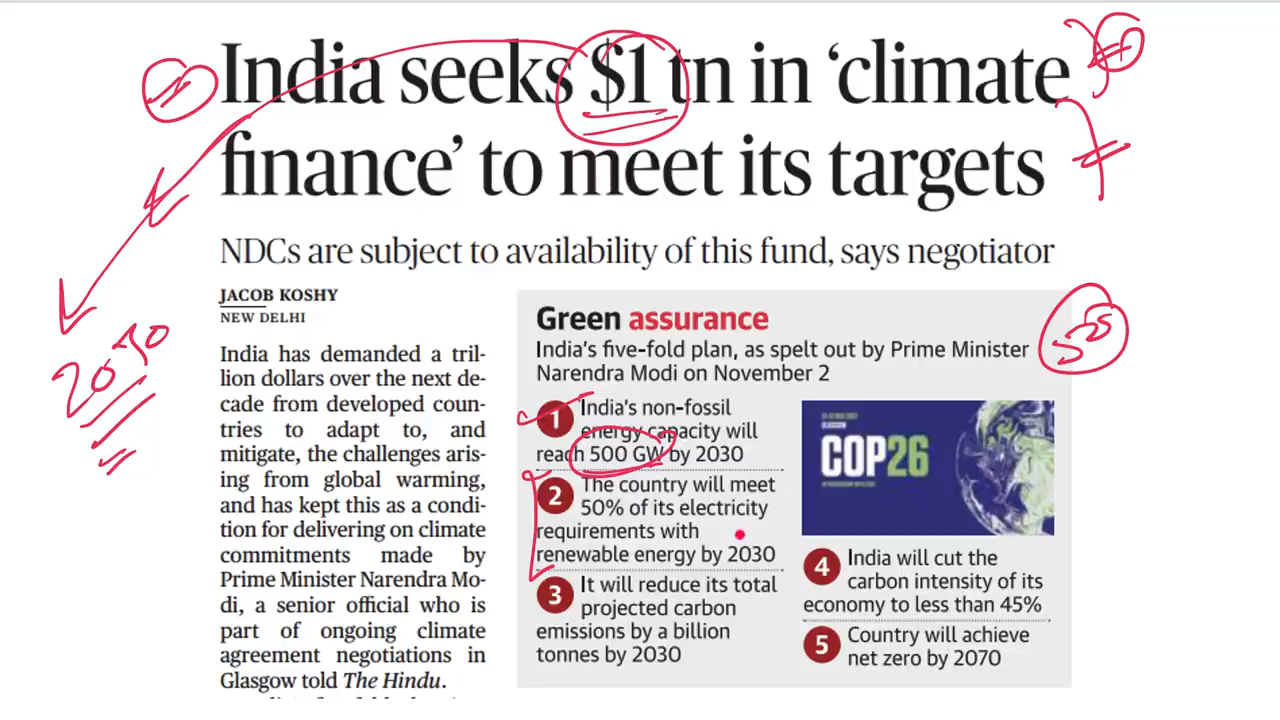 India seeks $1 tn in ‘climate
finance’ to meet its targets
NDCs are subject to availability of this fund, says negotiator
JACOB KOSHY
NEW DELHI
India has demanded a tril-
lion dollars over the next de-
cade from developed coun-
tries to adapt to, and
mitigate, the challenges aris-
ing from global warming,
and has kept this as a condi-
tion for delivering on climate
commitments made by
Prime Minister Narendra Mo-
di, a senior official who is
part of ongoing climate
agreement negotiations in
Glasgow told The Hindu.
2030
Green assurance
India’s five-fold plan, as spelt out by Prime Minister
Narendra Modi on November 2
1 India’s non-fossil
energy capacity will
reach 500 GW by 2030
2 The country will meet
50% of its electricity
requirements with
renewable energy by 2030
3 It will reduce its total
projected carbon
emissions by a billion
tonnes by 2030
COP26
4 India will cut the
carbon intensity of its
economy to less than 45%
5 Country will achieve
net zero by 2070